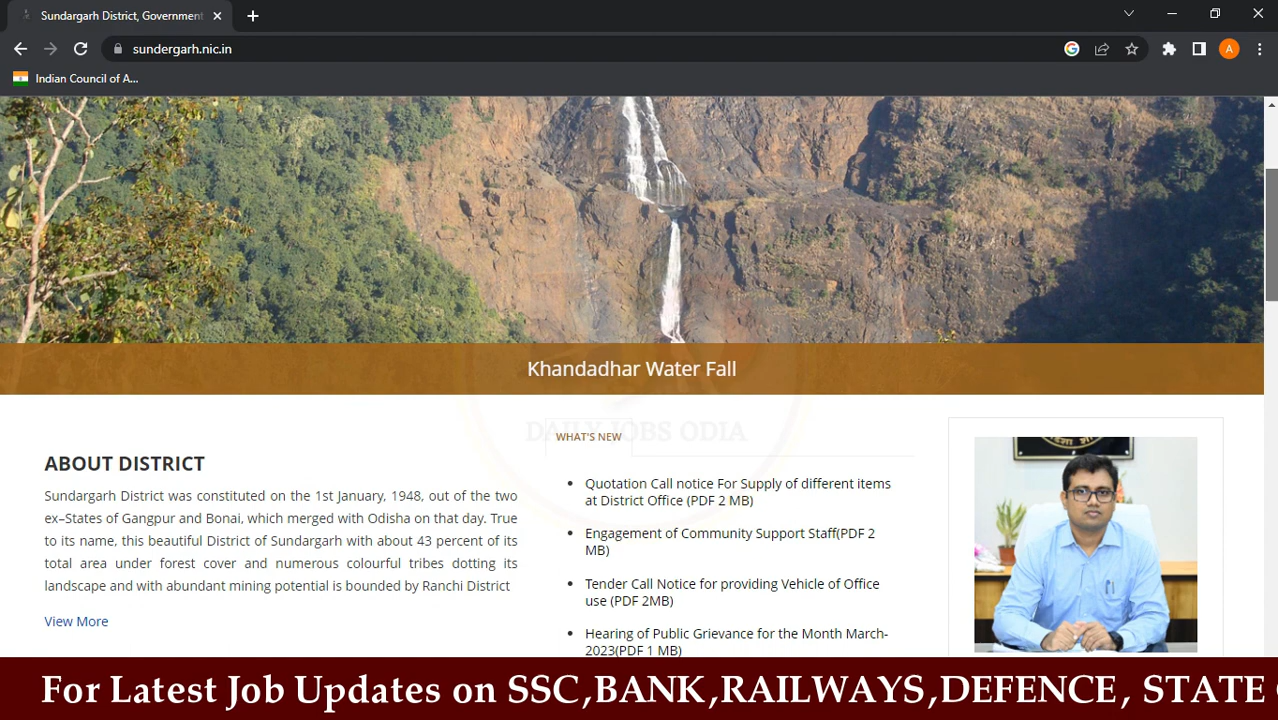 Sundargarh District, Government
sundergarh.nic.in
A
Indian Council of A...
Khandadhar Water Fall
DAILY JOBS ODIA
WHAT'S NEW
ABOUT DISTRICT
Sundargarh District was constituted on the 1st January, 1948, out of the two
ex–States of Gangpur and Bonai, which merged with Odisha on that day. True
to its name, this beautiful District of Sundargarh with about 43 percent of its
total area under forest cover and numerous colourful tribes dotting its
landscape and with abundant mining potential is bounded by Ranchi District
View More
Quotation Call notice For Supply of different items
at District Office (PDF 2 MB)
Engagement of Community Support Staff(PDF 2
MB)
Tender Call Notice for providing Vehicle of Office
use (PDF 2MB)
Hearing of Public Grievance for the Month March-
2023(PDF 1 MB)
For Latest Job Updates on SSC,BANK,RAILWAYS,DEFENCE, STATE